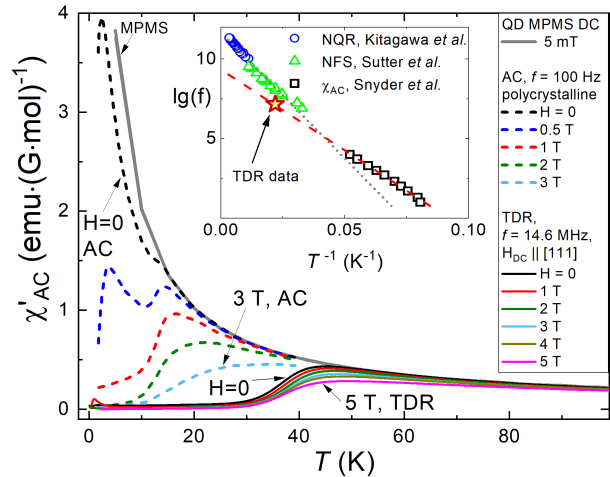 4
3
2
1
0
0
20
40
60
80
T (K)
χ'AC (emu·(G·mol)-1)
MPMS
H=0
AC
3 T, AC
H=0
5 T, TDR
10
7
4
lg(f)
0.00
0.05
0.10
T -1 (K-1)
NQR, Kitagawa et al.
NFS, Sutter et al.
χAC, Snyder et al.
TDR data
QD MPMS DC
5 mT
AC, f = 100 Hz
polycrystalline
H = 0
0.5 T
1 T
2 T
3 T
TDR,
f = 14.6 MHz,
HDC || [111]
H = 0
1 T
2 T
3 T
4 T
5 T